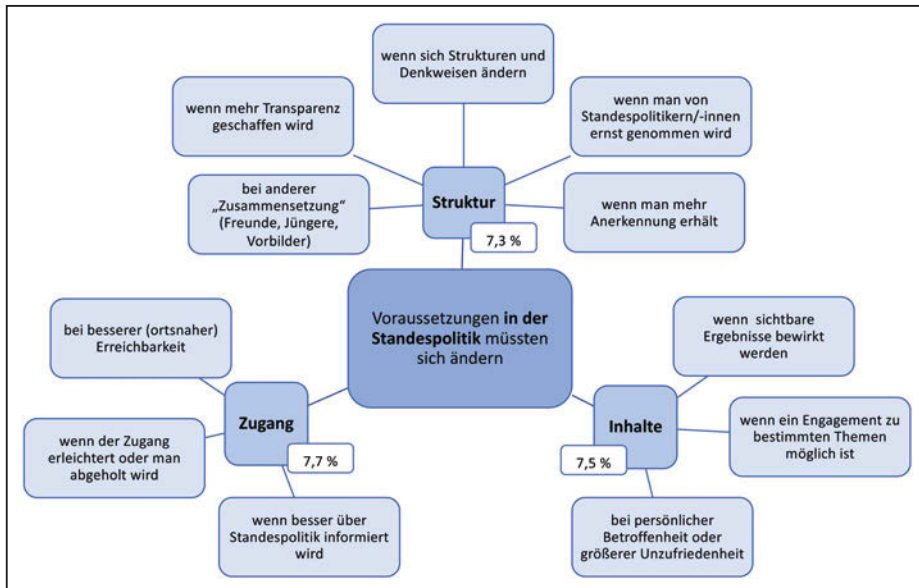 wenn sich Strukturen und
Denkweisen ändern
wenn mehr Transparenz
geschaffen wird
wenn man von
Standespolitikern/-innen
ernst genommen wird
bei anderer
„Zusammensetzung“
(Freunde, Jüngere,
Vorbilder)
Struktur
7,3 %
wenn man mehr
Anerkennung erhält
Voraussetzungen in der
Standespolitik müssten
sich ändern
bei besserer (ortsnaher)
Erreichbarkeit
wenn der Zugang
erleichtert oder man
abgeholt wird
Zugang
7,7 %
wenn besser über
Standespolitik informiert
wird
wenn sichtbare
Ergebnisse bewirkt
werden
Inhalte
7,5 %
wenn ein Engagement zu
bestimmten Themen
möglich ist
bei persönlicher
Betroffenheit oder
größerer Unzufriedenheit